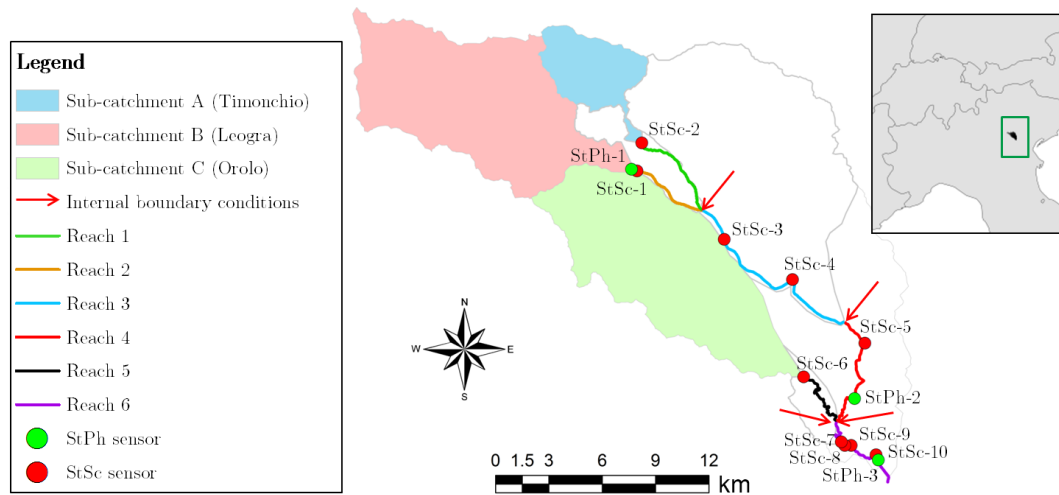 Legend
Sub-catchment A (Timonchio)
Sub-catchment B (Leogra)
Sub-catchment C (Orolo)
Internal boundary conditions
Reach 1
Reach 2
Reach 3
Reach 4
Reach 5
Reach 6
StPh sensor
StSc sensor
StSc-2
StPh-1
StSc-1
StSc-3
StSc-4
StSc-5
StSc-6
StPh-2
StSc-7
StSc-9
StSc-8
StSc-10
StPh-3
N
W
E
S
0 1.5 3 6 9 12
km